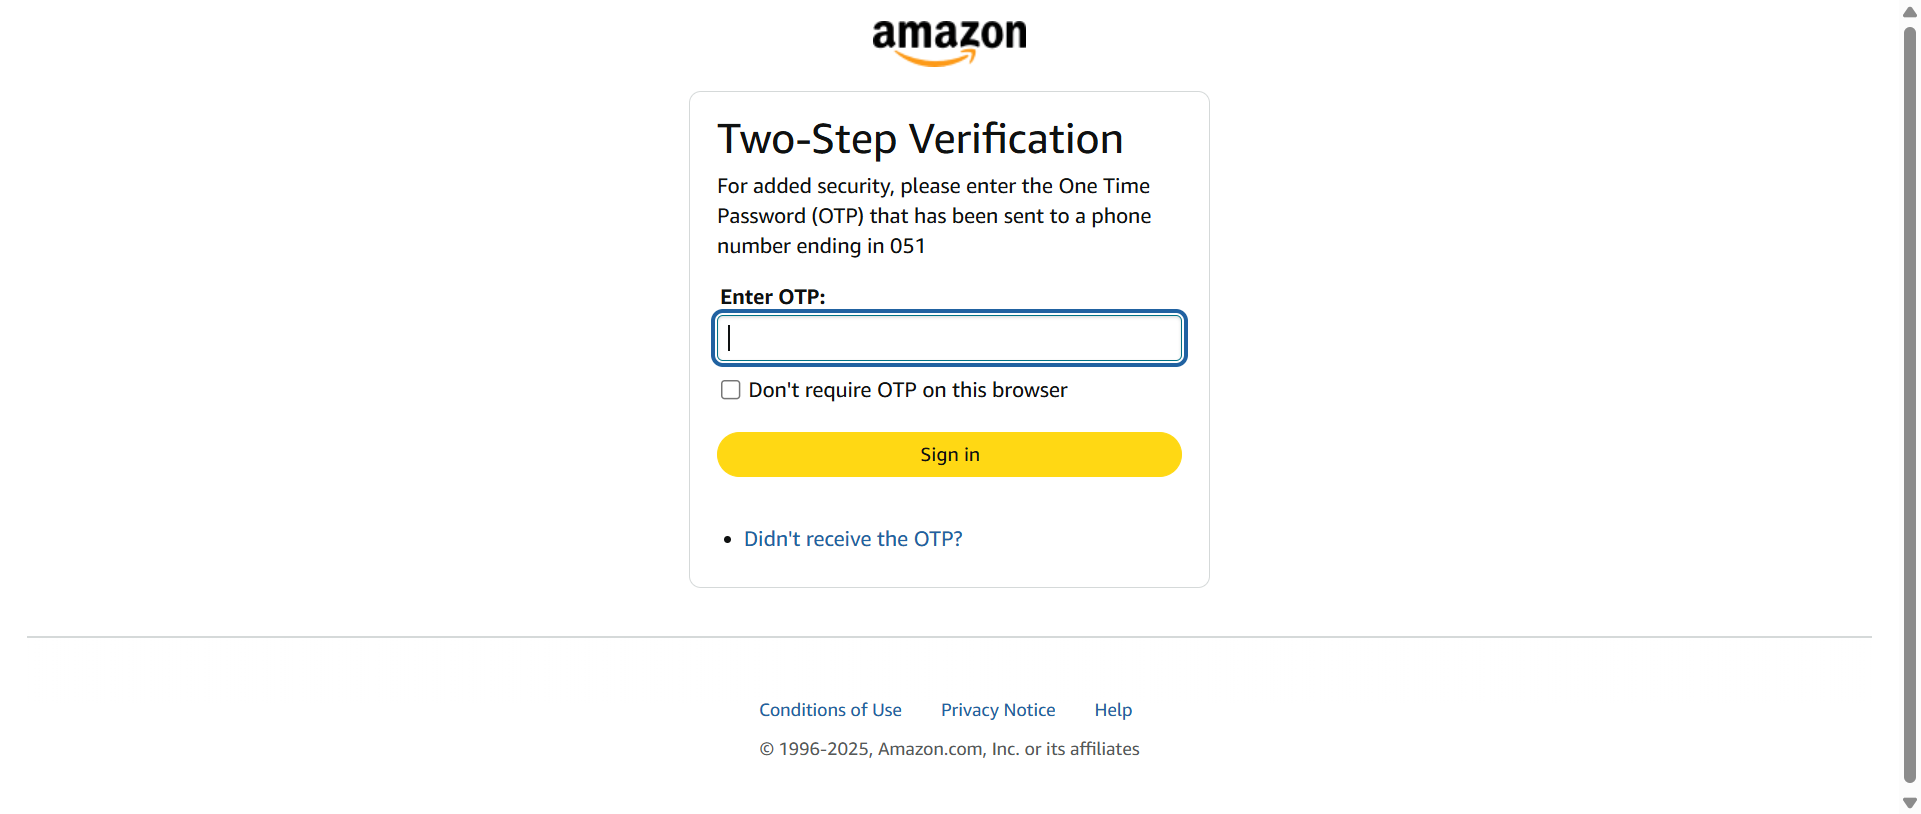 amazon
Two-Step Verification
For added security, please enter the One Time
Password (OTP) that has been sent to a phone
number ending in 051
Enter OTP:
Don't require OTP on this browser
Sign in
Didn't receive the OTP?
Conditions of Use Privacy Notice Help
© 1996-2025, Amazon.com, Inc. or its affiliates